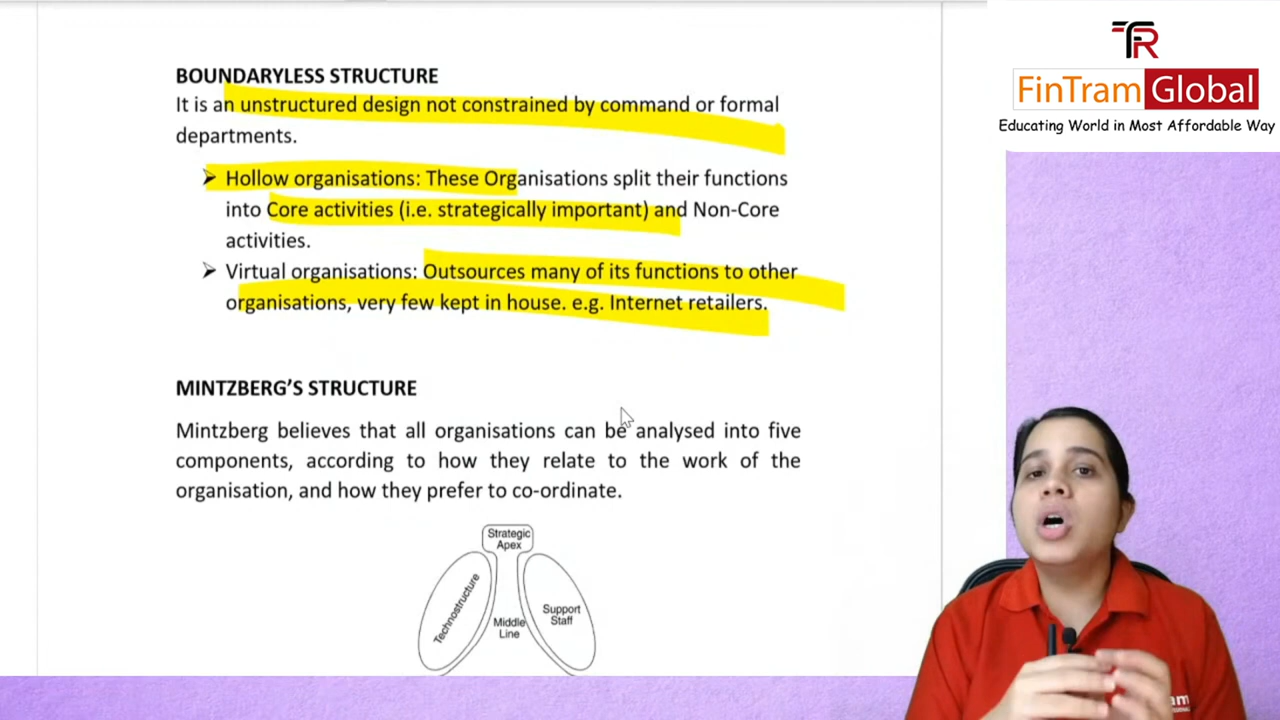 BOUNDARYLESS STRUCTURE
It is an unstructured design not constrained by command or formal
departments.
➢ Hollow organisations: These Organisations split their functions
into Core activities (i.e. strategically important) and Non-Core
activities.
➢ Virtual organisations: Outsources many of its functions to other
organisations, very few kept in house. e.g. Internet retailers.
MINTZBERG'S STRUCTURE
Mintzberg believes that all organisations can be analysed into five
components, according to how they relate to the work of the
organisation, and how they prefer to co-ordinate.
Strategic
Apex
Technostructure
Middle
Line
Support
Staff
FinTram Global
Educating World in Most Affordable Way